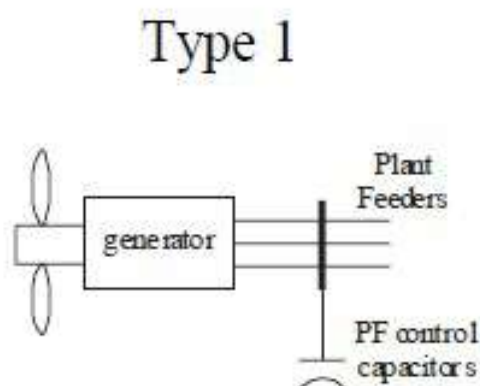 Type 1
Plant
Feeders
generator
PF control
capacitors